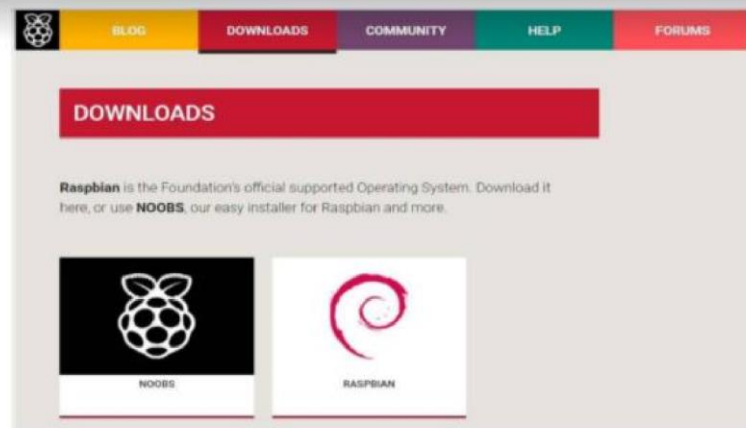 BLOG DOWNLOADS COMMUNITY HELP FORUMS
DOWNLOADS
Raspbian is the Foundation's official supported Operating System. Download it
here, or use NOOBS, our easy installer for Raspbian and more.
NOOBS RASPBIAN